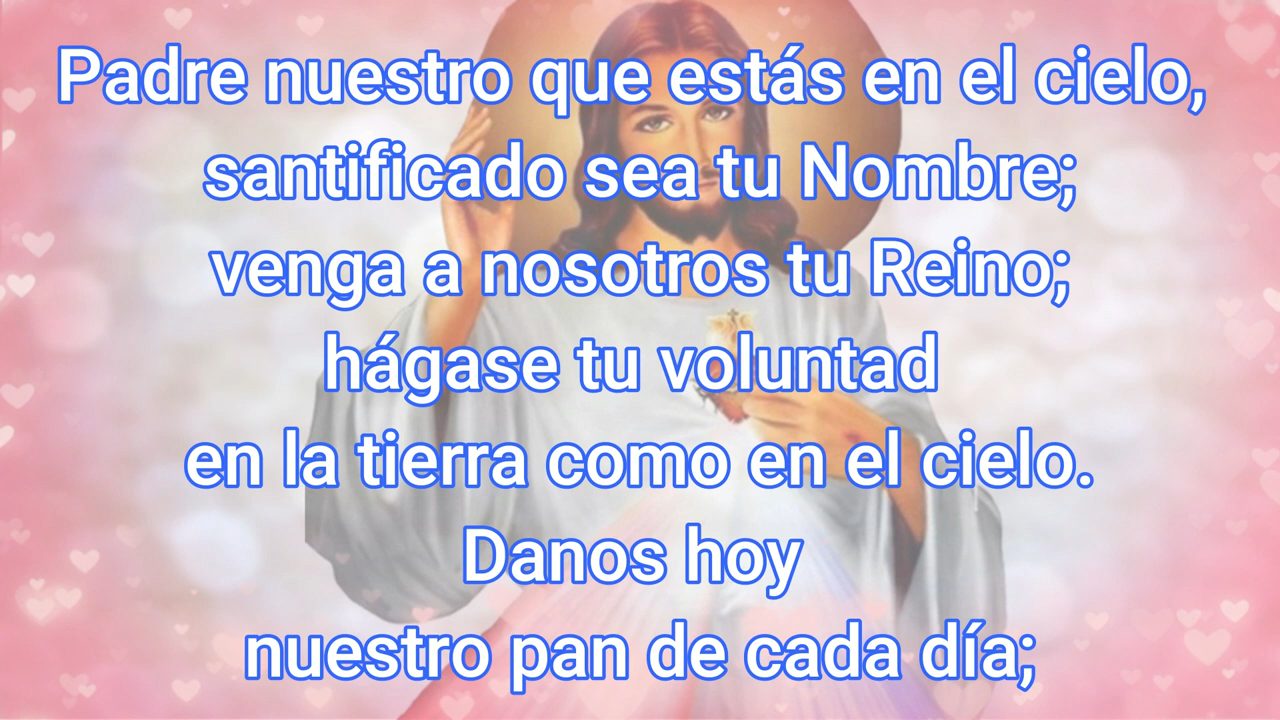 Padre nuestro que estás en el cielo,
santificado sea tu Nombre;
venga a nosotros tu Reino;
hágase tu voluntad
en la tierra como en el cielo.
Danos hoy
nuestro pan de cada día;